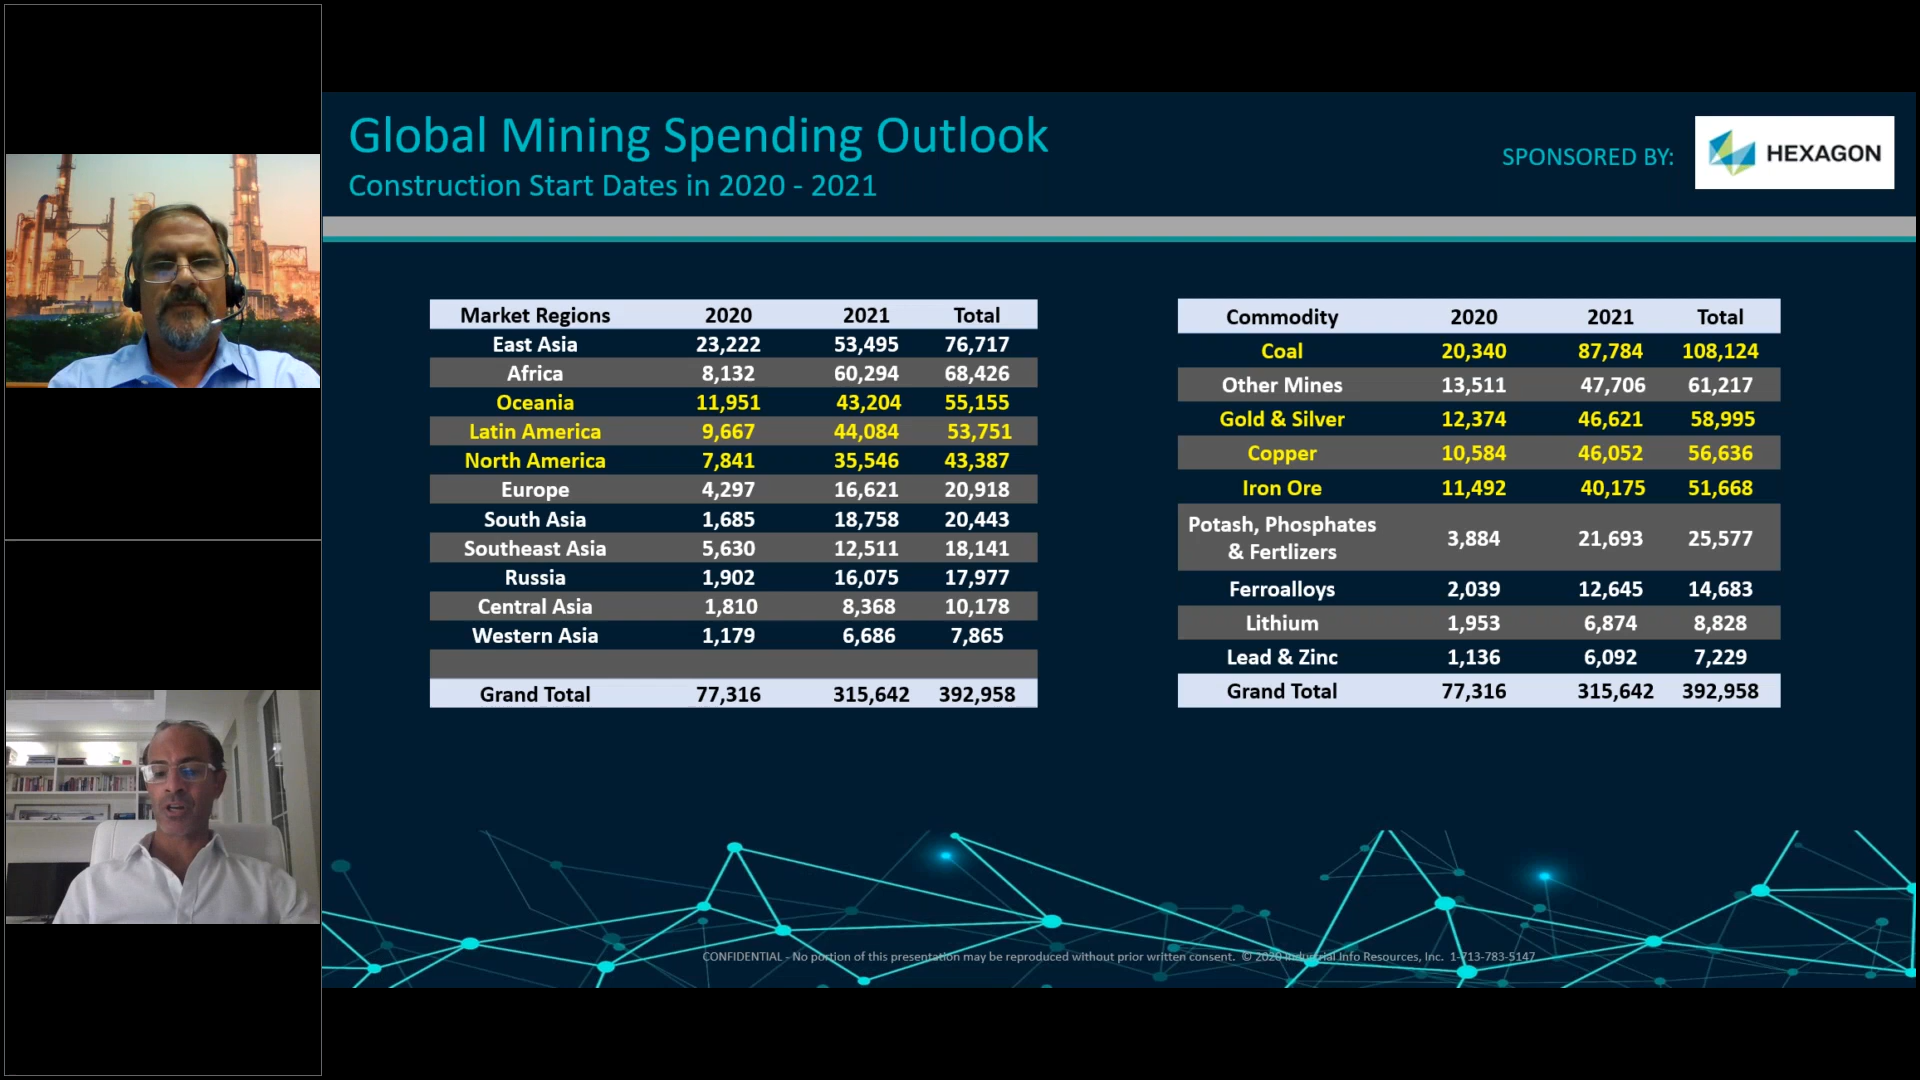 Global Mining Spending Outlook
Construction Start Dates in 2020 - 2021
SPONSORED BY:
HEXAGON
Market Regions 2020 2021 Total
East Asia 23,222 53,495 76,717
Africa 8,132 60,294 68,426
Oceania 11,951 43,204 55,155
Latin America 9,667 44,084 53,751
North America 7,841 35,546 43,387
Europe 4,297 16,621 20,918
South Asia 1,685 18,758 20,443
Southeast Asia 5,630 12,511 18,141
Russia 1,902 16,075 17,977
Central Asia 1,810 8,368 10,178
Western Asia 1,179 6,686 7,865
Grand Total 77,316 315,642 392,958
Commodity 2020 2021 Total
Coal 20,340 87,784 108,124
Other Mines 13,511 47,706 61,217
Gold & Silver 12,374 46,621 58,995
Copper 10,584 46,052 56,636
Iron Ore 11,492 40,175 51,668
Potash, Phosphates
& Fertlizers 3,884 21,693 25,577
Ferroalloys 2,039 12,645 14,683
Lithium 1,953 6,874 8,828
Lead & Zinc 1,136 6,092 7,229
Grand Total 77,316 315,642 392,958
CONFIDENTIAL - No portion of this presentation may be reproduced without prior written consent. © 2020 Industrial Info Resources, Inc. 1-713-783-5147